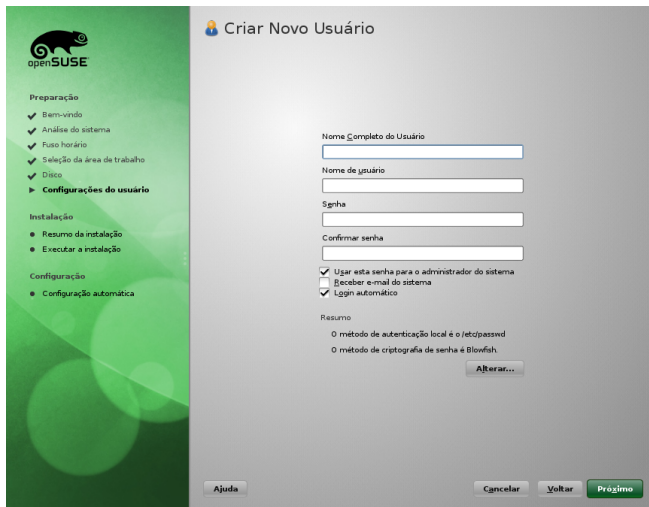 openSUSE
Preparação
Bem-vindo
Análise do sistema
Fuso horário
Seleção da área de trabalho
Disco
Configurações do usuário
Instalação
Resumo da instalação
Executar a instalação
Configuração
Configuração automática
Criar Novo Usuário
Nome Completo do Usuário
Nome de usuário
Senha
Confirmar senha
Usar esta senha para o administrador do sistema
Receber e-mail do sistema
Login automático
Resumo
O método de autenticação local é o /etc/passwd
O método de criptografia de senha é Blowfish.
Alterar...
Ajuda
Cancelar
Voltar
Próximo